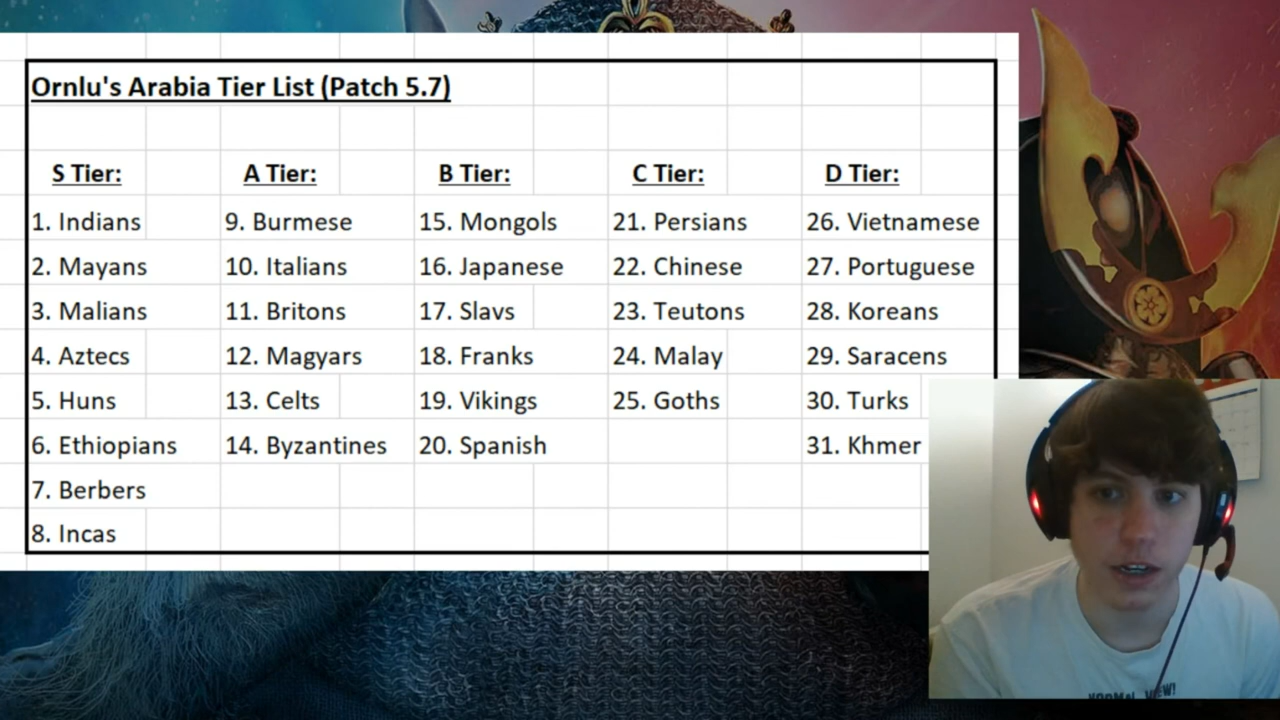 Ornlu's Arabia Tier List (Patch 5.7)
S Tier: A Tier: B Tier: C Tier: D Tier:
1. Indians 9. Burmese 15. Mongols 21. Persians 26. Vietnamese
2. Mayans 10. Italians 16. Japanese 22. Chinese 27. Portuguese
3. Malians 11. Britons 17. Slavs 23. Teutons 28. Koreans
4. Aztecs 12. Magyars 18. Franks 24. Malay 29. Saracens
5. Huns 13. Celts 19. Vikings 25. Goths 30. Turks
6. Ethiopians 14. Byzantines 20. Spanish 31. Khmer
7. Berbers
8. Incas
NORMAL